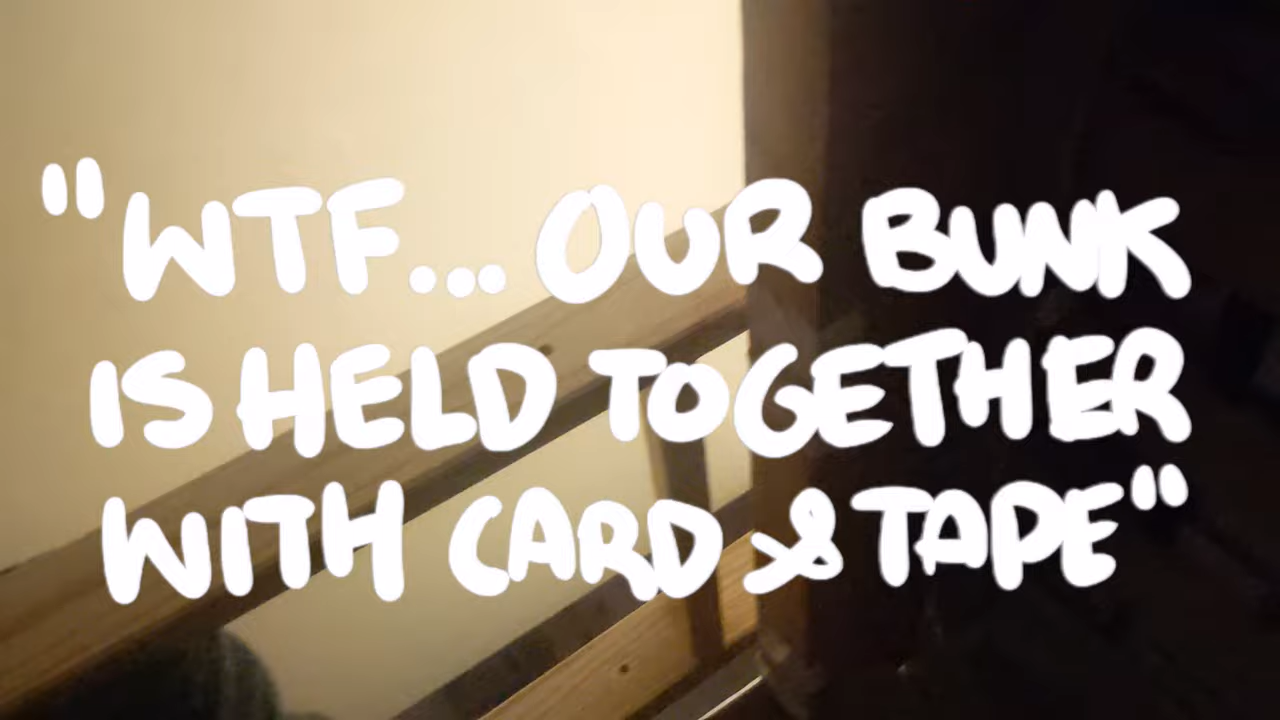 "WTF... OUR BUNK
IS HELD TOGETHER
WITH CARD & TAPE"